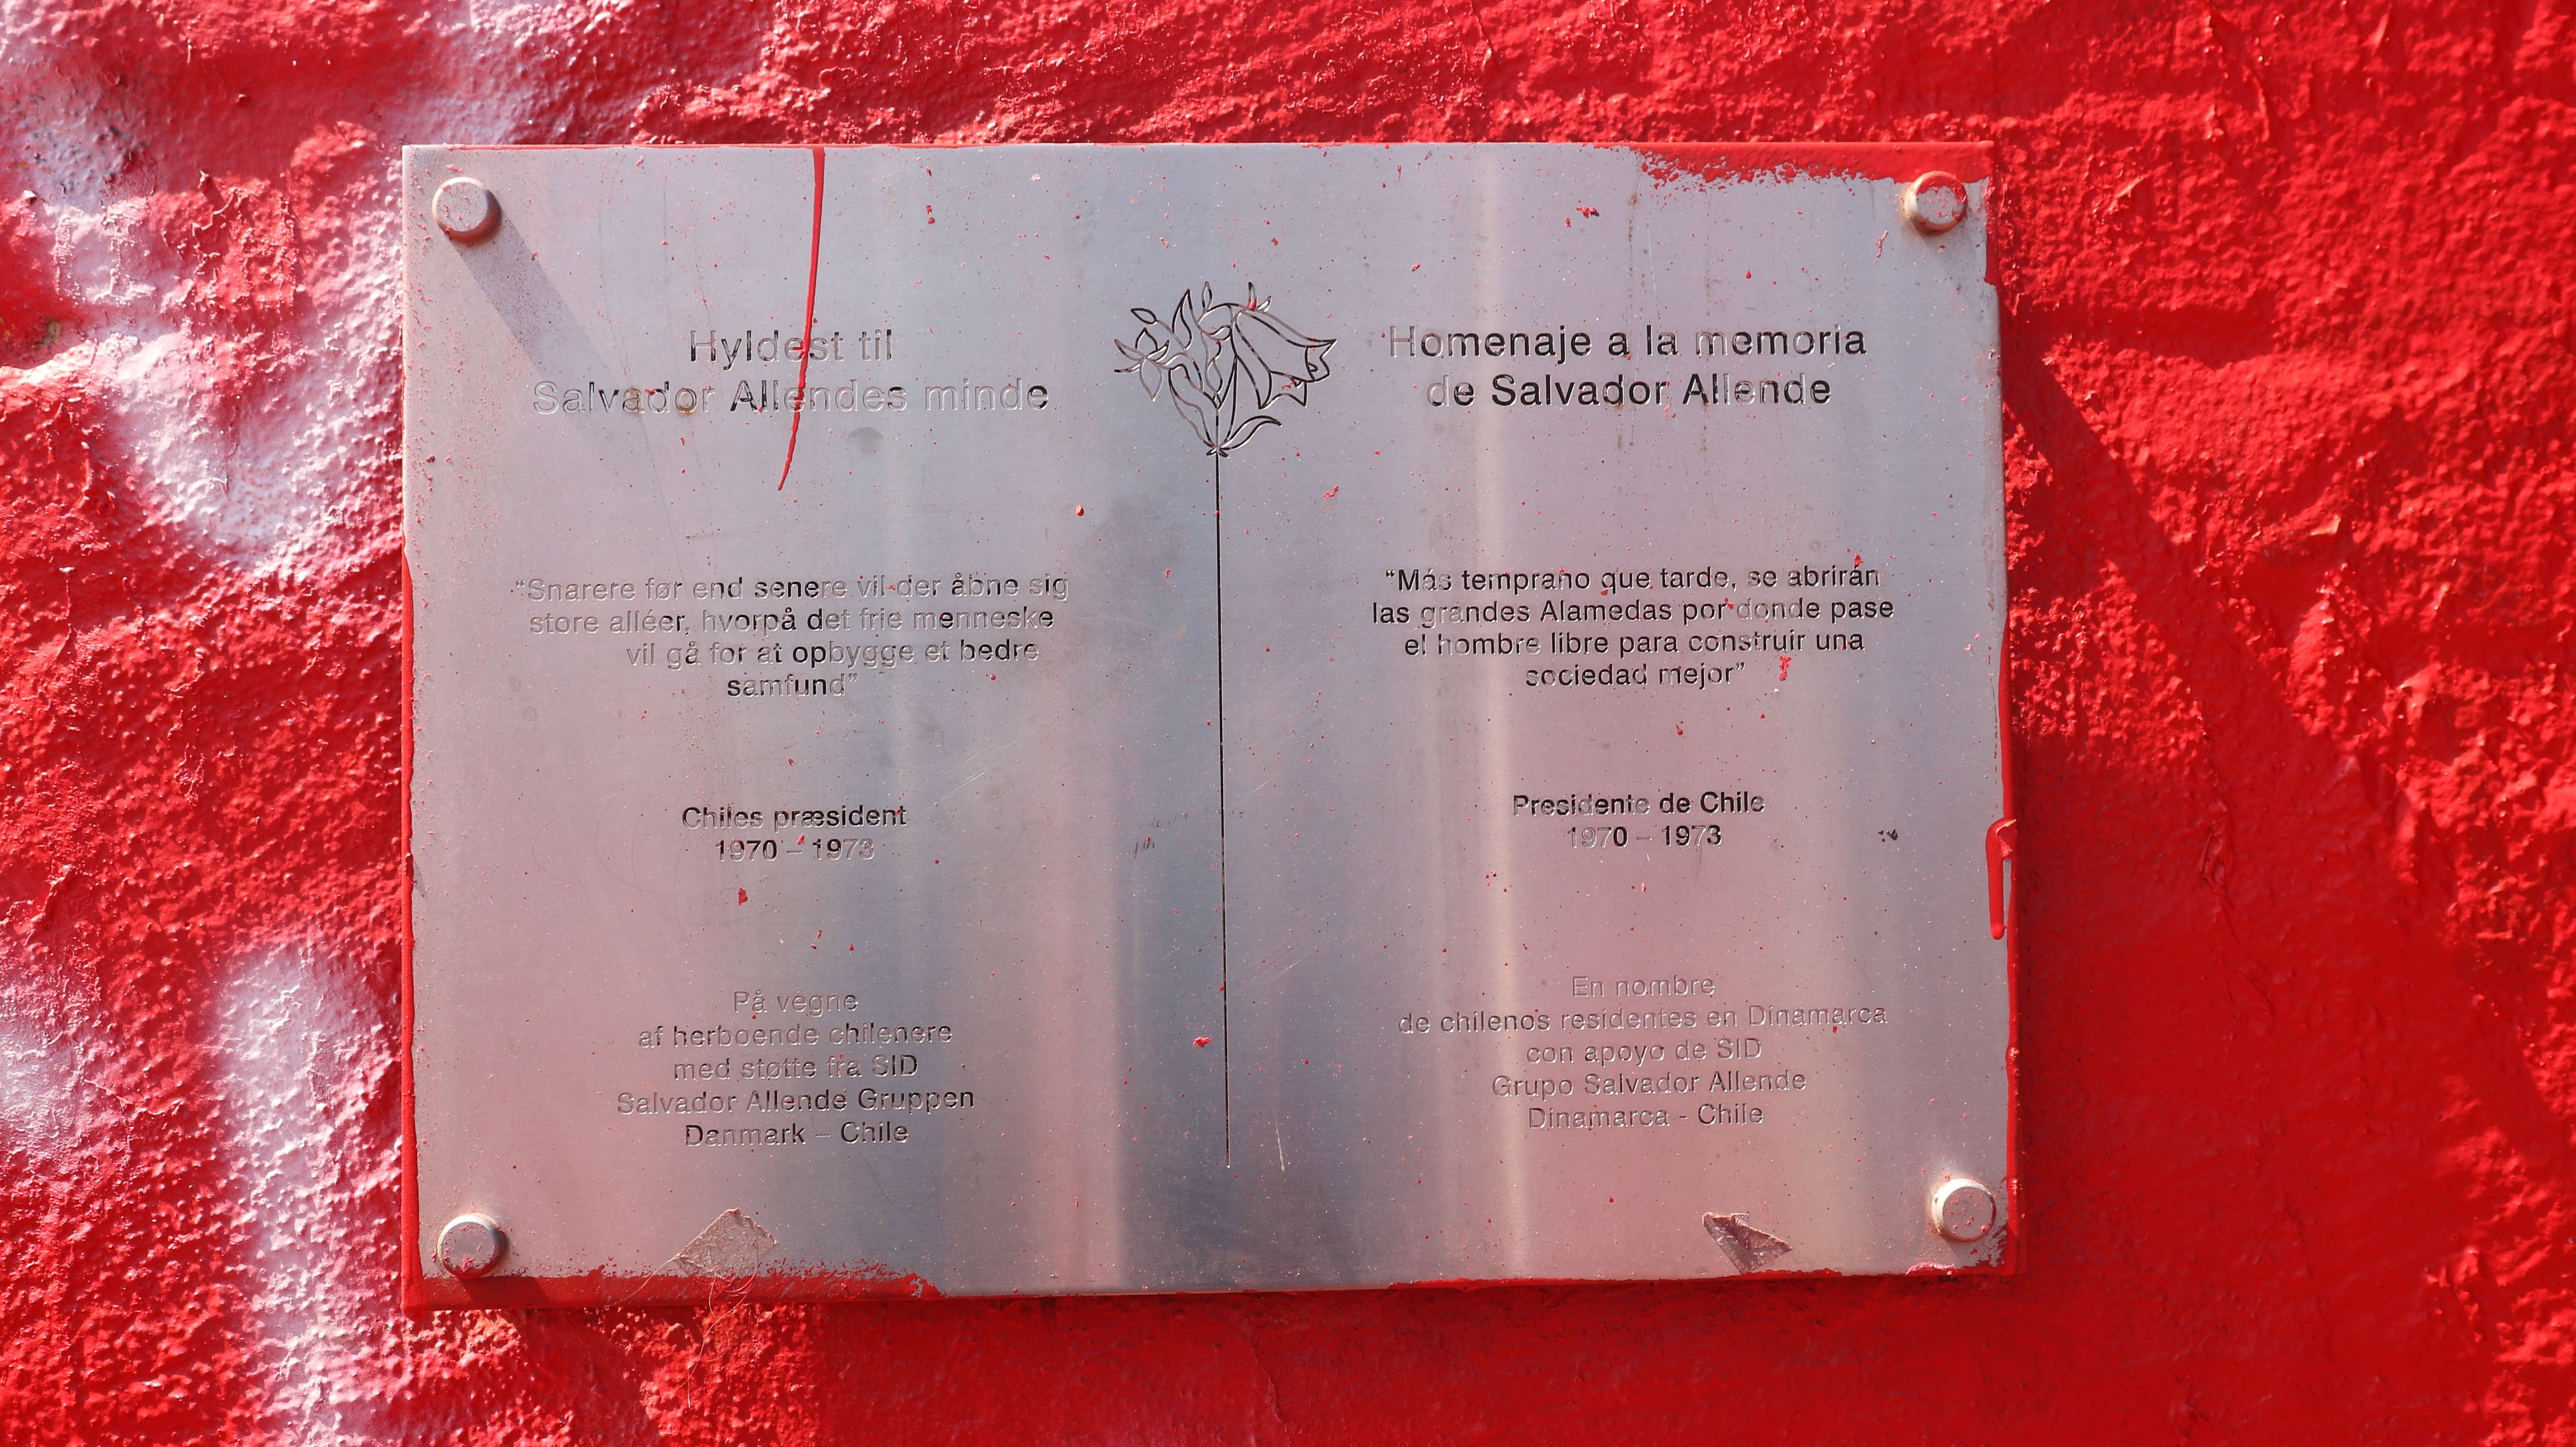 Hyldest til
Salvador Allendes minde
“Snarere før end senere vil der åbne sig
store alléer, hvorpå det frie menneske
vil gå for at opbygge et bedre
samfund”
Chiles præsident
1970 – 1973
På vegne
af herboende chilenere
med støtte fra SID
Salvador Allende Gruppen
Danmark – Chile
Homenaje a la memoria
de Salvador Allende
“Más temprano que tarde, se abrirán
las grandes Alamedas por donde pase
el hombre libre para construir una
sociedad mejor”
Presidente de Chile
1970 – 1973
En nombre
de chilenos residentes en Dinamarca
con apoyo de SID
Grupo Salvador Allende
Dinamarca - Chile